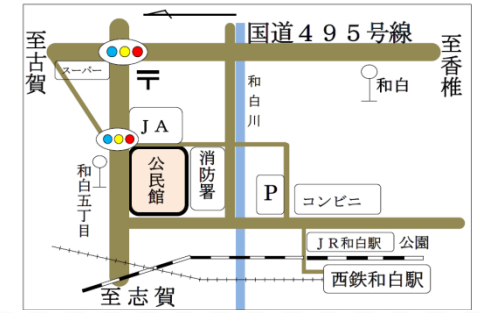 国道４９５号線
至古賀
至香椎
スーパー
〒
和白川
和白
ＪＡ
公民館
消防署
和白五丁目
Ｐ
コンビニ
ＪＲ和白駅
公園
西鉄和白駅
至志賀